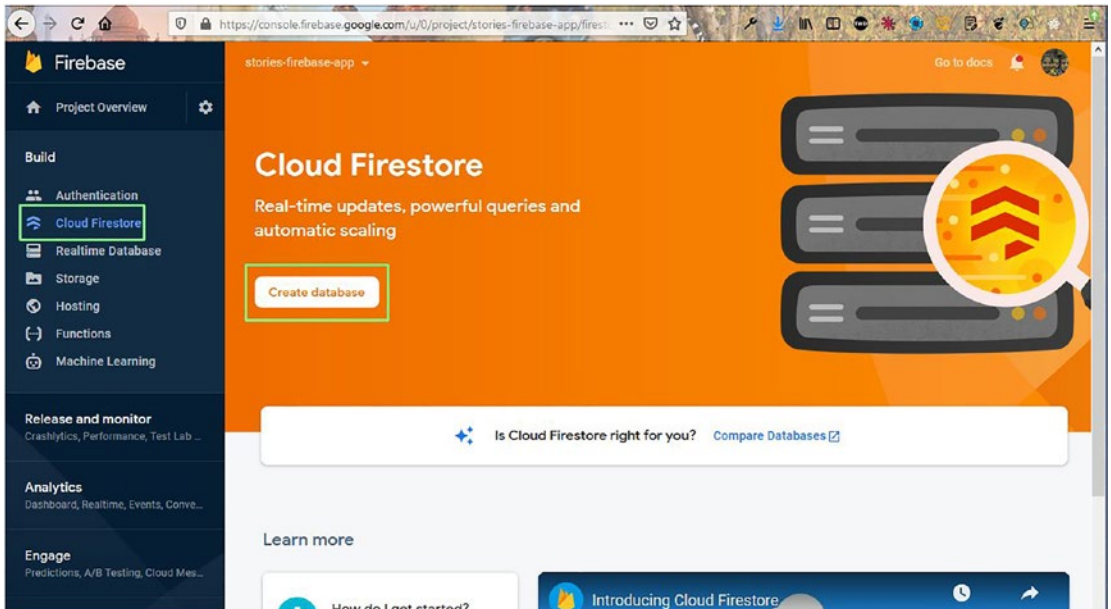 https://console.firebase.google.com/u/0/project/stories-firebase-app/firest
Firebase
stories-firebase-app
Go to docs
Project Overview
Build
Authentication
Cloud Firestore
Realtime Database
Storage
Hosting
Functions
Machine Learning
Release and monitor
Crashlytics, Performance, Test Lab ...
Analytics
Dashboard, Realtime, Events, Conve...
Engage
Predictions, A/B Testing, Cloud Mes...
Cloud Firestore
Real-time updates, powerful queries and
automatic scaling
Create database
Is Cloud Firestore right for you? Compare Databases
Learn more
How do I get started?
Introducing Cloud Firestore